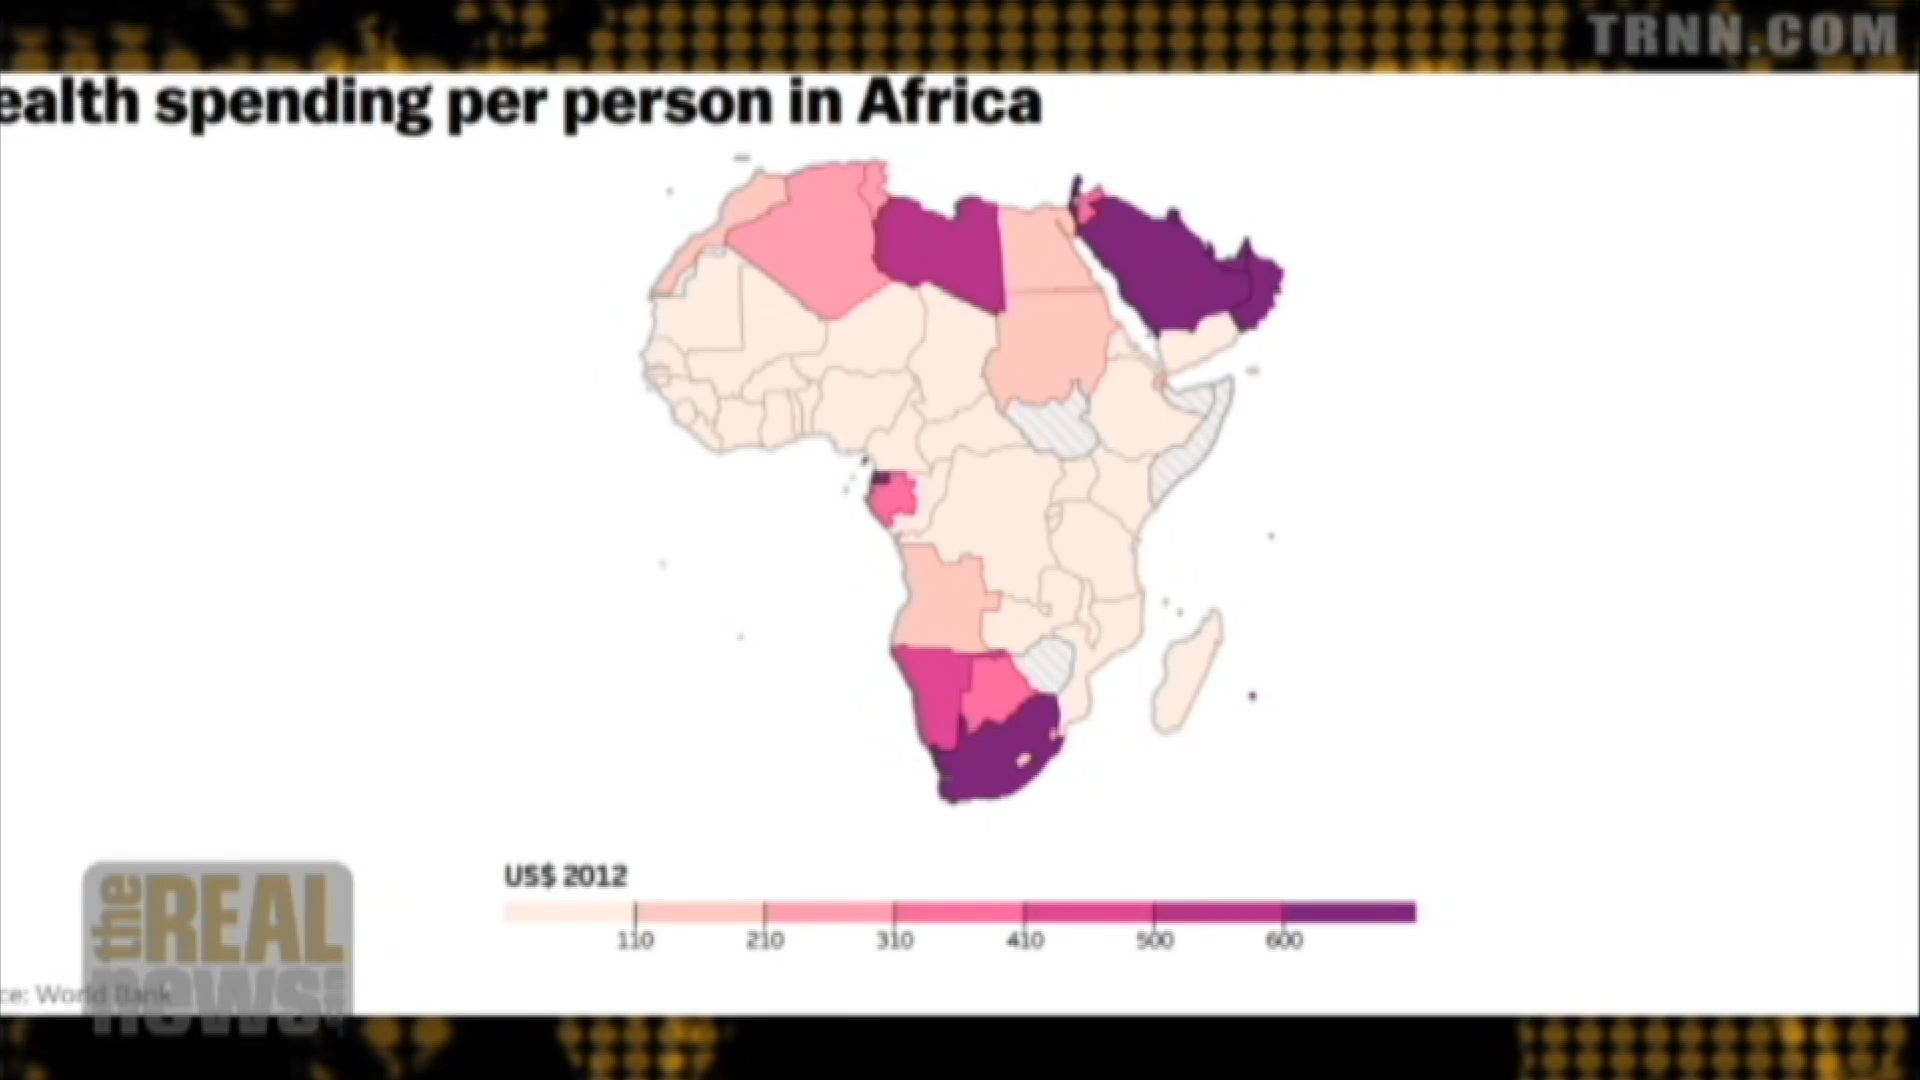 TRNN.COM
ealth spending per person in Africa
US$ 2012
110 210 310 410 500 600
the REAL
news
ce: World Bank